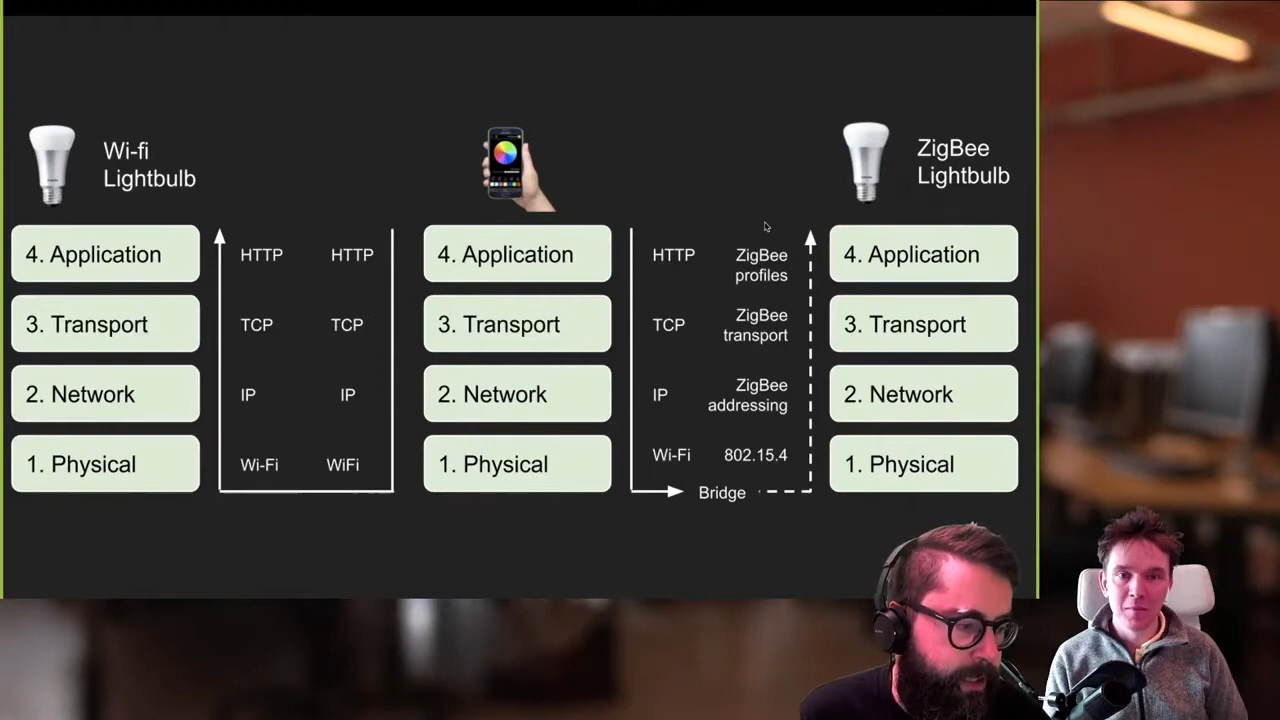 Wi-fi
Lightbulb
4. Application
3. Transport
2. Network
1. Physical
HTTP HTTP
TCP TCP
IP IP
Wi-Fi WiFi
4. Application
3. Transport
2. Network
1. Physical
HTTP ZigBee
profiles
TCP ZigBee
transport
IP ZigBee
addressing
Wi-Fi 802.15.4
Bridge
ZigBee
Lightbulb
4. Application
3. Transport
2. Network
1. Physical